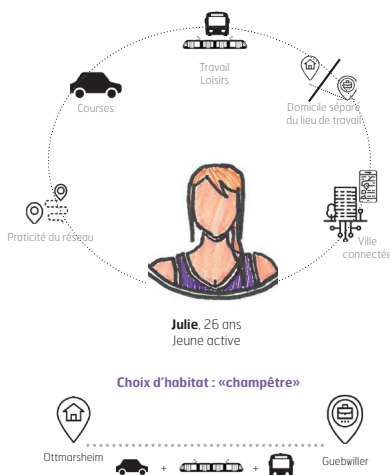 Travail
Loisirs
Courses
Domicile séparé
du lieu de travail
Praticité du réseau
Ville
connectée
Julie, 26 ans
Jeune active
Choix d'habitat : «champêtre»
Ottmarsheim
Guebwiller
+
+